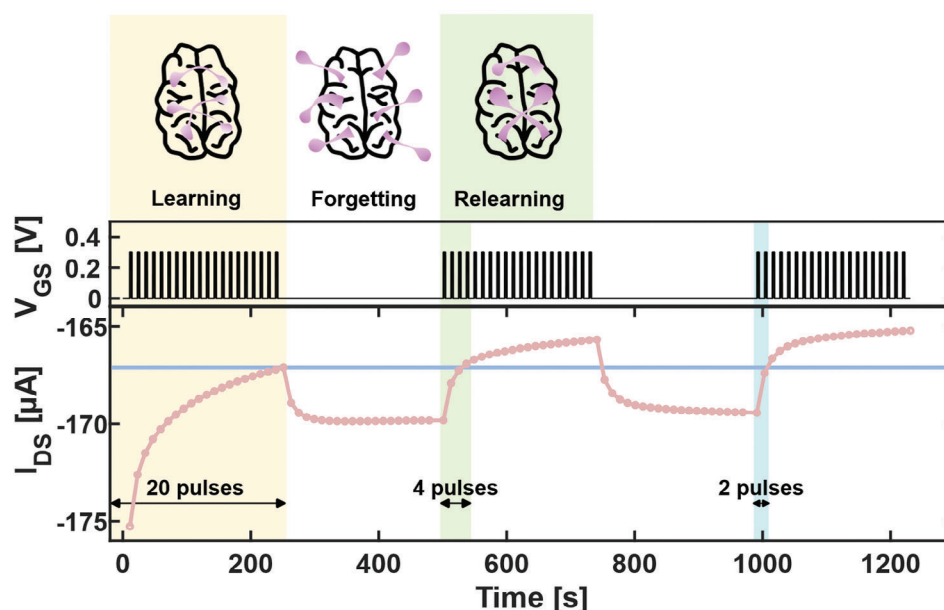 Learning
Forgetting
Relearning
V_GS [V]
0.4
0.2
0
I_DS [µA]
-165
-170
-175
20 pulses
4 pulses
2 pulses
0
200
400
600
800
1000
1200
Time [s]